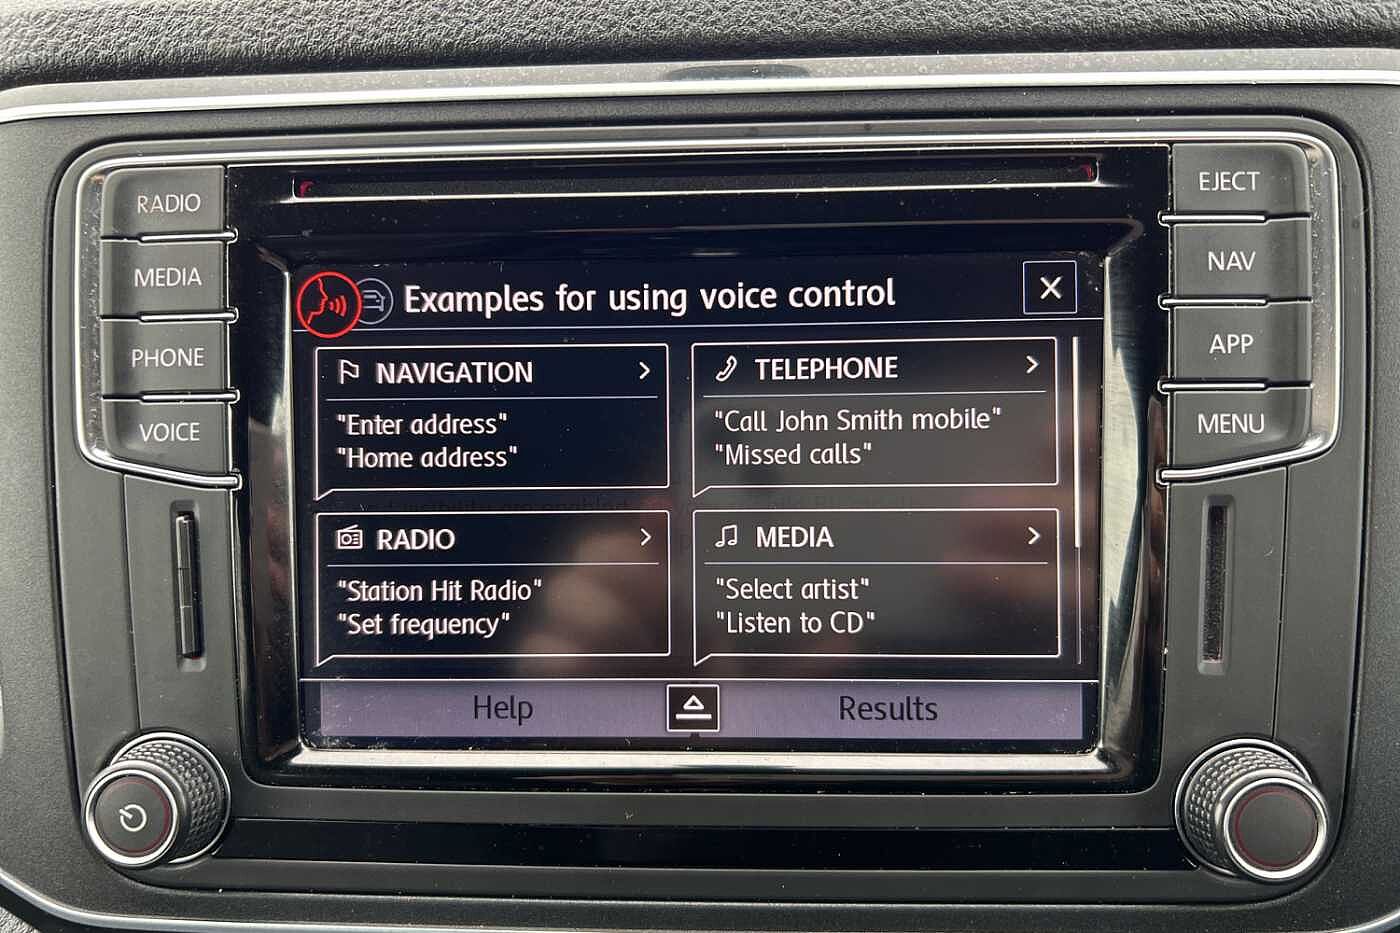 RADIO
MEDIA
PHONE
VOICE
EJECT
NAV
APP
MENU
Examples for using voice control
NAVIGATION
"Enter address"
"Home address"
TELEPHONE
"Call John Smith mobile"
"Missed calls"
RADIO
"Station Hit Radio"
"Set frequency"
MEDIA
"Select artist"
"Listen to CD"
Help
Results